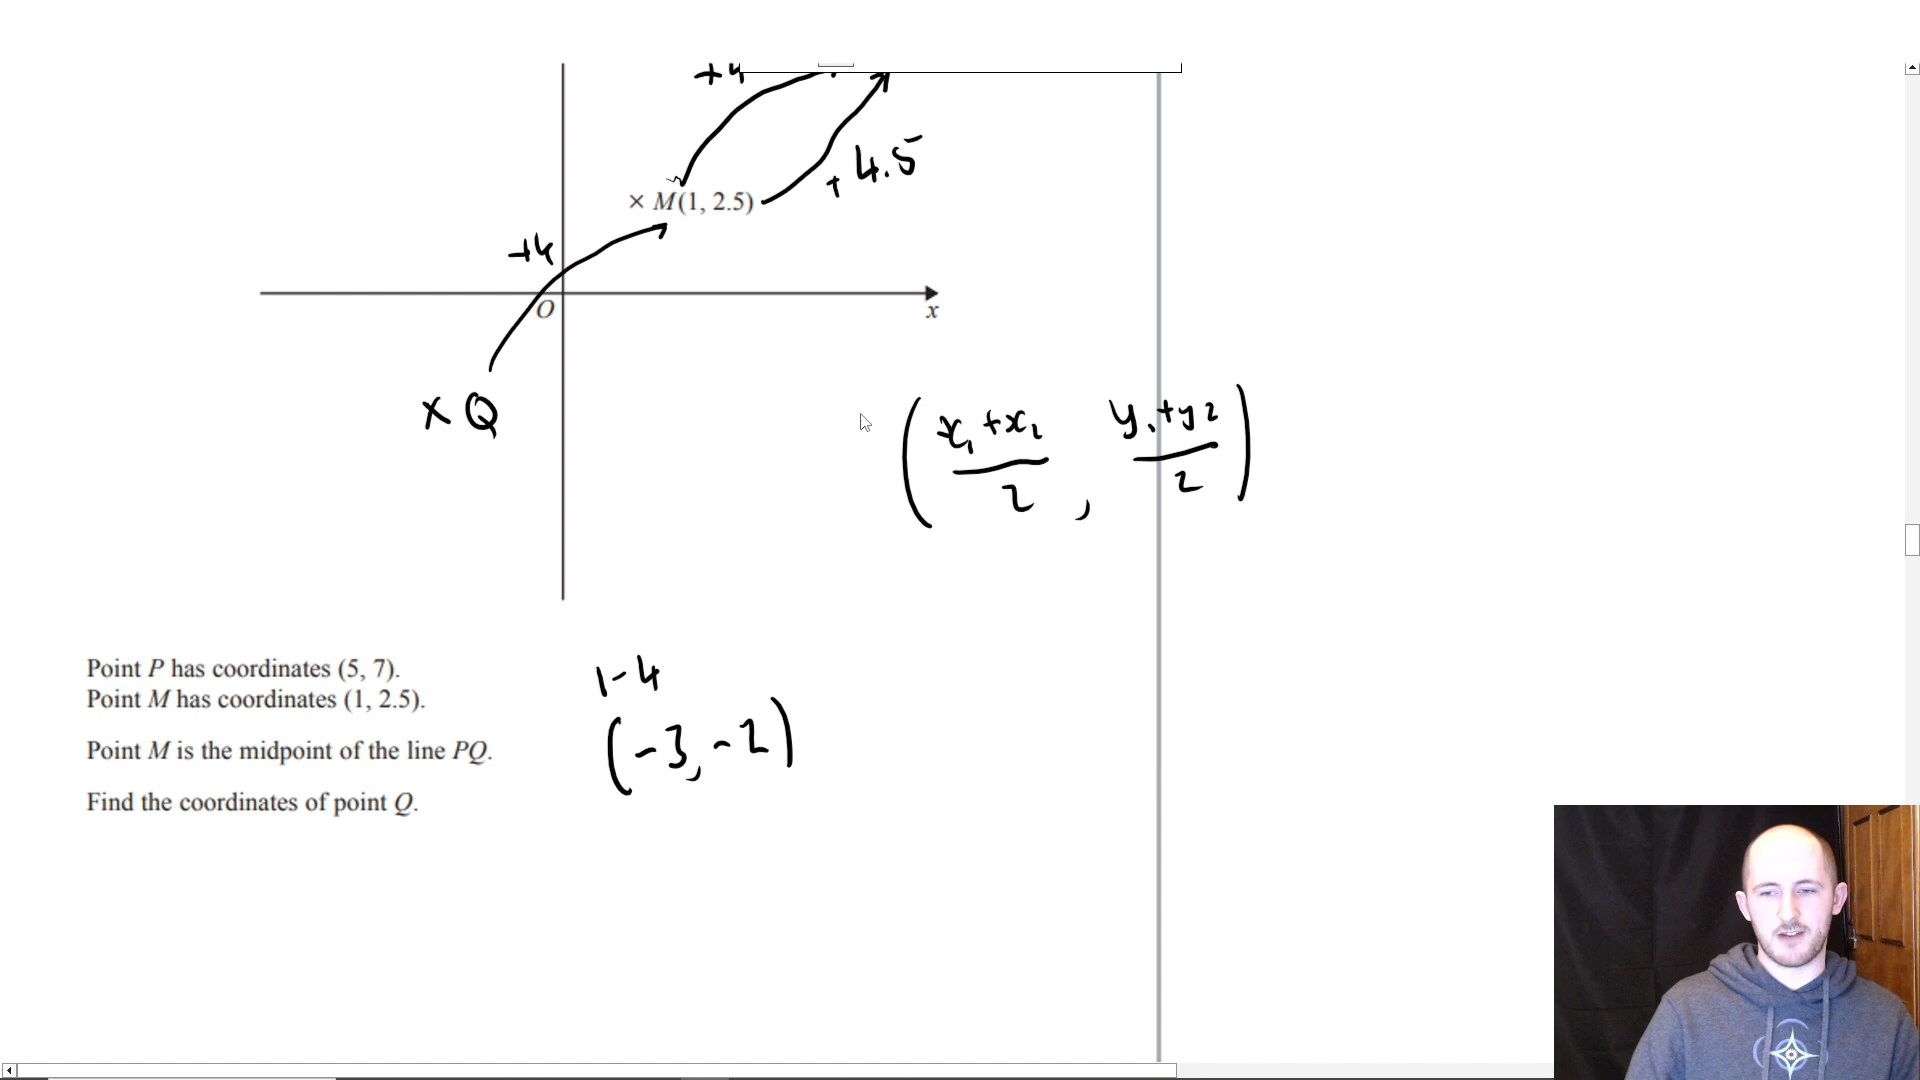 +4
+ 4.5
× M(1, 2.5)
+4
O
x
× Q
(x₁+x₂/2, y₁+y₂/2)
Point P has coordinates (5, 7).
Point M has coordinates (1, 2.5).
Point M is the midpoint of the line PQ.
Find the coordinates of point Q.
1-4
(-3, -2)